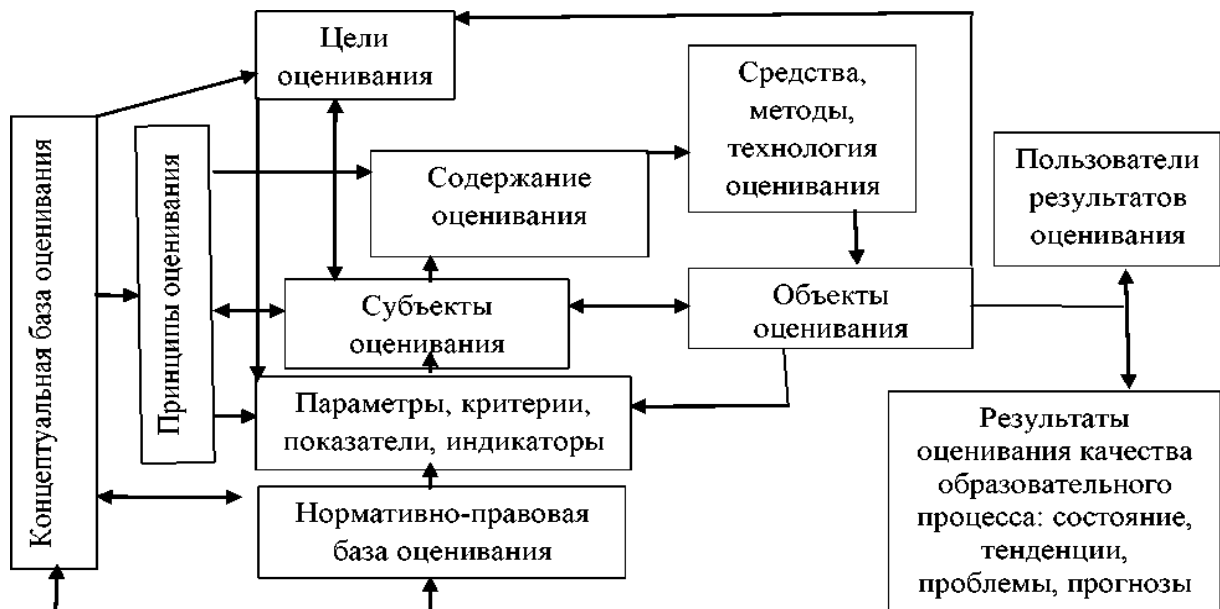 Цели
оценивания
Средства,
методы,
технология
оценивания
Пользователи
результатов
оценивания
Концептуальная база оценивания
Принципы оценивания
Содержание
оценивания
Субъекты
оценивания
Объекты
оценивания
Параметры, критерии,
показатели, индикаторы
Нормативно-правовая
база оценивания
Результаты
оценивания качества
образовательного
процесса: состояние,
тенденции,
проблемы, прогнозы